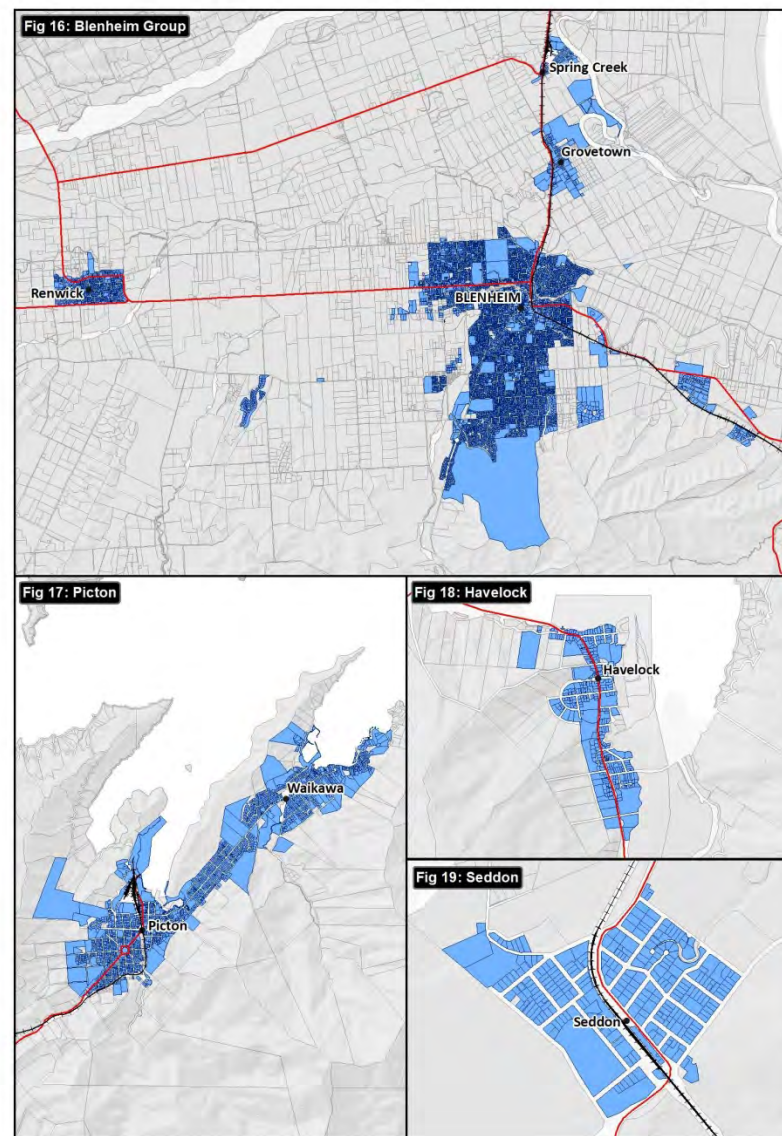 Fig 16: Blenheim Group
Spring Creek
Grovetown
Renwick
BLENHEIM
Fig 17: Picton
Waikawa
Picton
Fig 18: Havelock
Havelock
Fig 19: Seddon
Seddon